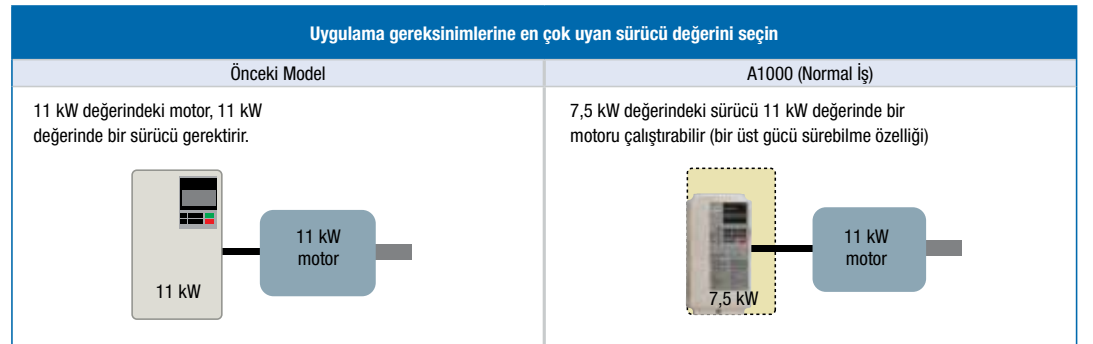 Uygulama gereksinimlerine en çok uyan sürücü değerini seçin
Önceki Model
A1000 (Normal İş)
11 kW değerindeki motor, 11 kW
değerinde bir sürücü gerektirir.
7,5 kW değerindeki sürücü 11 kW değerinde bir
motoru çalıştırabilir (bir üst gücü sürebilme özelliği)
11 kW
motor
11 kW
11 kW
motor
7,5 kW